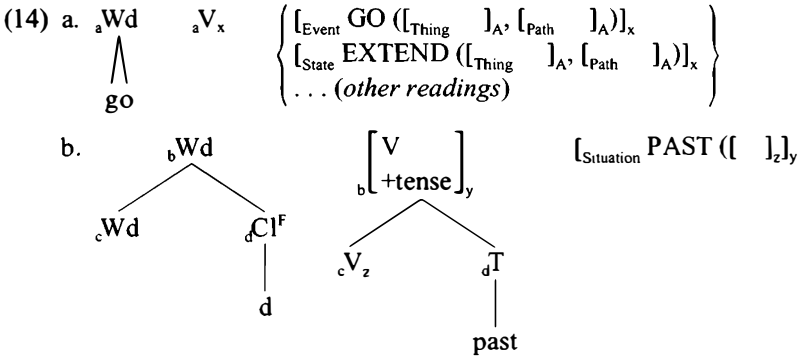 (14) a. aWd aVx [Event GO ([Thing ]A, [Path ]A)]x
[State EXTEND ([Thing ]A, [Path ]A)]x
go . . . (other readings)
b. bWd b[V +tense]y [Situation PAST ([ ]z]y
cWd dClF cVz dT
d past